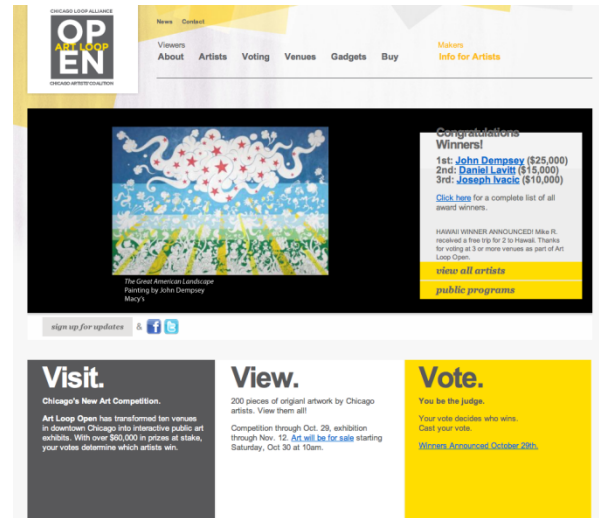 CHICAGO LOOP ALLIANCE
OP
ART LOOP
EN
CHICAGO ARTISTS' COALITION
News Contact
Viewers
About Artists Voting Venues Gadgets Buy
Makers
Info for Artists
Congratulations
Winners!
1st: John Dempsey ($25,000)
2nd: Daniel Lavitt ($15,000)
3rd: Joseph Ivacic ($10,000)
Click here for a complete list of all
award winners.
HAWAII WINNER ANNOUNCED! Mike R.
received a free trip for 2 to Hawaii. Thanks
for voting at 3 or more venues as part of Art
Loop Open.
view all artists
public programs
The Great American Landscape
Painting by John Dempsey
Macy's
sign up for updates &
Visit.
Chicago's New Art Competition.
Art Loop Open has transformed ten venues
in downtown Chicago into interactive public art
exhibits. With over $60,000 in prizes at stake,
your votes determine which artists win.
View.
200 pieces of origianl artwork by Chicago
artists. View them all!
Competition through Oct. 29, exhibition
through Nov. 12. Art will be for sale starting
Saturday, Oct 30 at 10am.
Vote.
You be the judge.
Your vote decides who wins.
Cast your vote.
Winners Announced October 29th.